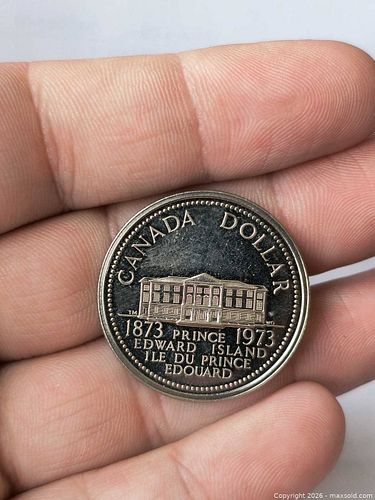 CANADA DOLLAR
TM
1873 PRINCE 1973
EDWARD ISLAND
ILE DU PRINCE
EDOUARD
Copyright 2026 - maxsold.com